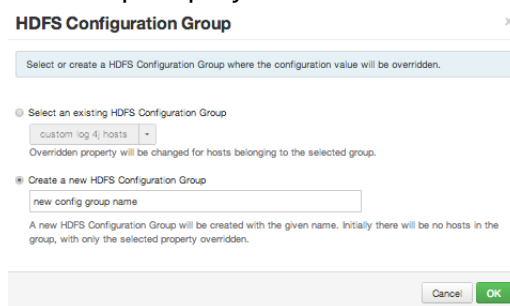 HDFS Configuration Group
Select or create a HDFS Configuration Group where the configuration value will be overridden.
Select an existing HDFS Configuration Group
custom log 4j hosts
Overridden property will be changed for hosts belonging to the selected group.
Create a new HDFS Configuration Group
new config group name
A new HDFS Configuration Group will be created with the given name. Initially there will be no hosts in the
group, with only the selected property overridden.
Cancel OK